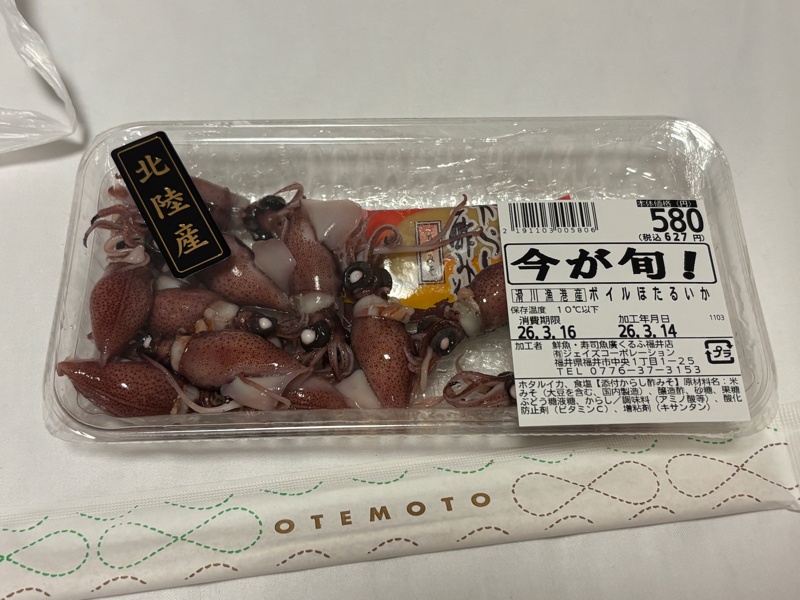 北陸産
からし
酢みそ
2191103005806
本体価格(円)
580
(税込 627 円)
今が旬!
[滑川漁港産]ボイルほたるいか
保存温度 10℃以下
消費期限 加工年月日 1103
26.3.16 26.3.14
加工者 鮮魚・寿司魚廣くるふ福井店
㈲ジェイズコーポレーション
福井県福井市中央1丁目1-25
TEL 0776-37-3153
プラ
ホタルイカ、食塩【添付からし酢みそ】原材料名:米
みそ(大豆を含む、国内製造)、醸造酢、砂糖、果糖
ぶどう糖液糖、からし/調味料(アミノ酸等)、酸化
防止剤(ビタミンC)、増粘剤(キサンタン)
OTEMOTO